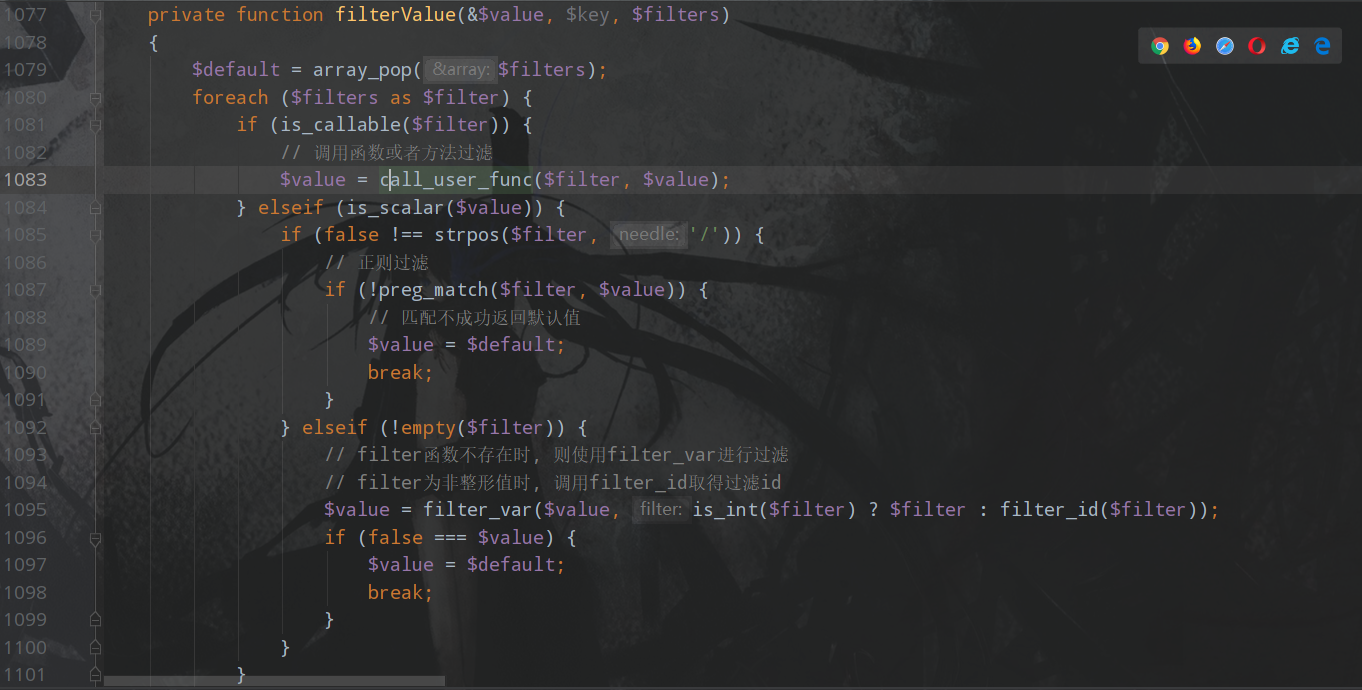 1077 private function filterValue(&$value, $key, $filters)
1078 {
1079 $default = array_pop( &array: $filters);
1080 foreach ($filters as $filter) {
1081 if (is_callable($filter)) {
1082 // 调用函数或者方法过滤
1083 $value = call_user_func($filter, $value);
1084 } elseif (is_scalar($value)) {
1085 if (false !== strpos($filter, needle: '/')) {
1086 // 正则过滤
1087 if (!preg_match($filter, $value)) {
1088 // 匹配不成功返回默认值
1089 $value = $default;
1090 break;
1091 }
1092 } elseif (!empty($filter)) {
1093 // filter函数不存在时, 则使用filter_var进行过滤
1094 // filter为非整形值时, 调用filter_id取得过滤id
1095 $value = filter_var($value, filter: is_int($filter) ? $filter : filter_id($filter));
1096 if (false === $value) {
1097 $value = $default;
1098 break;
1099 }
1100 }
1101 }